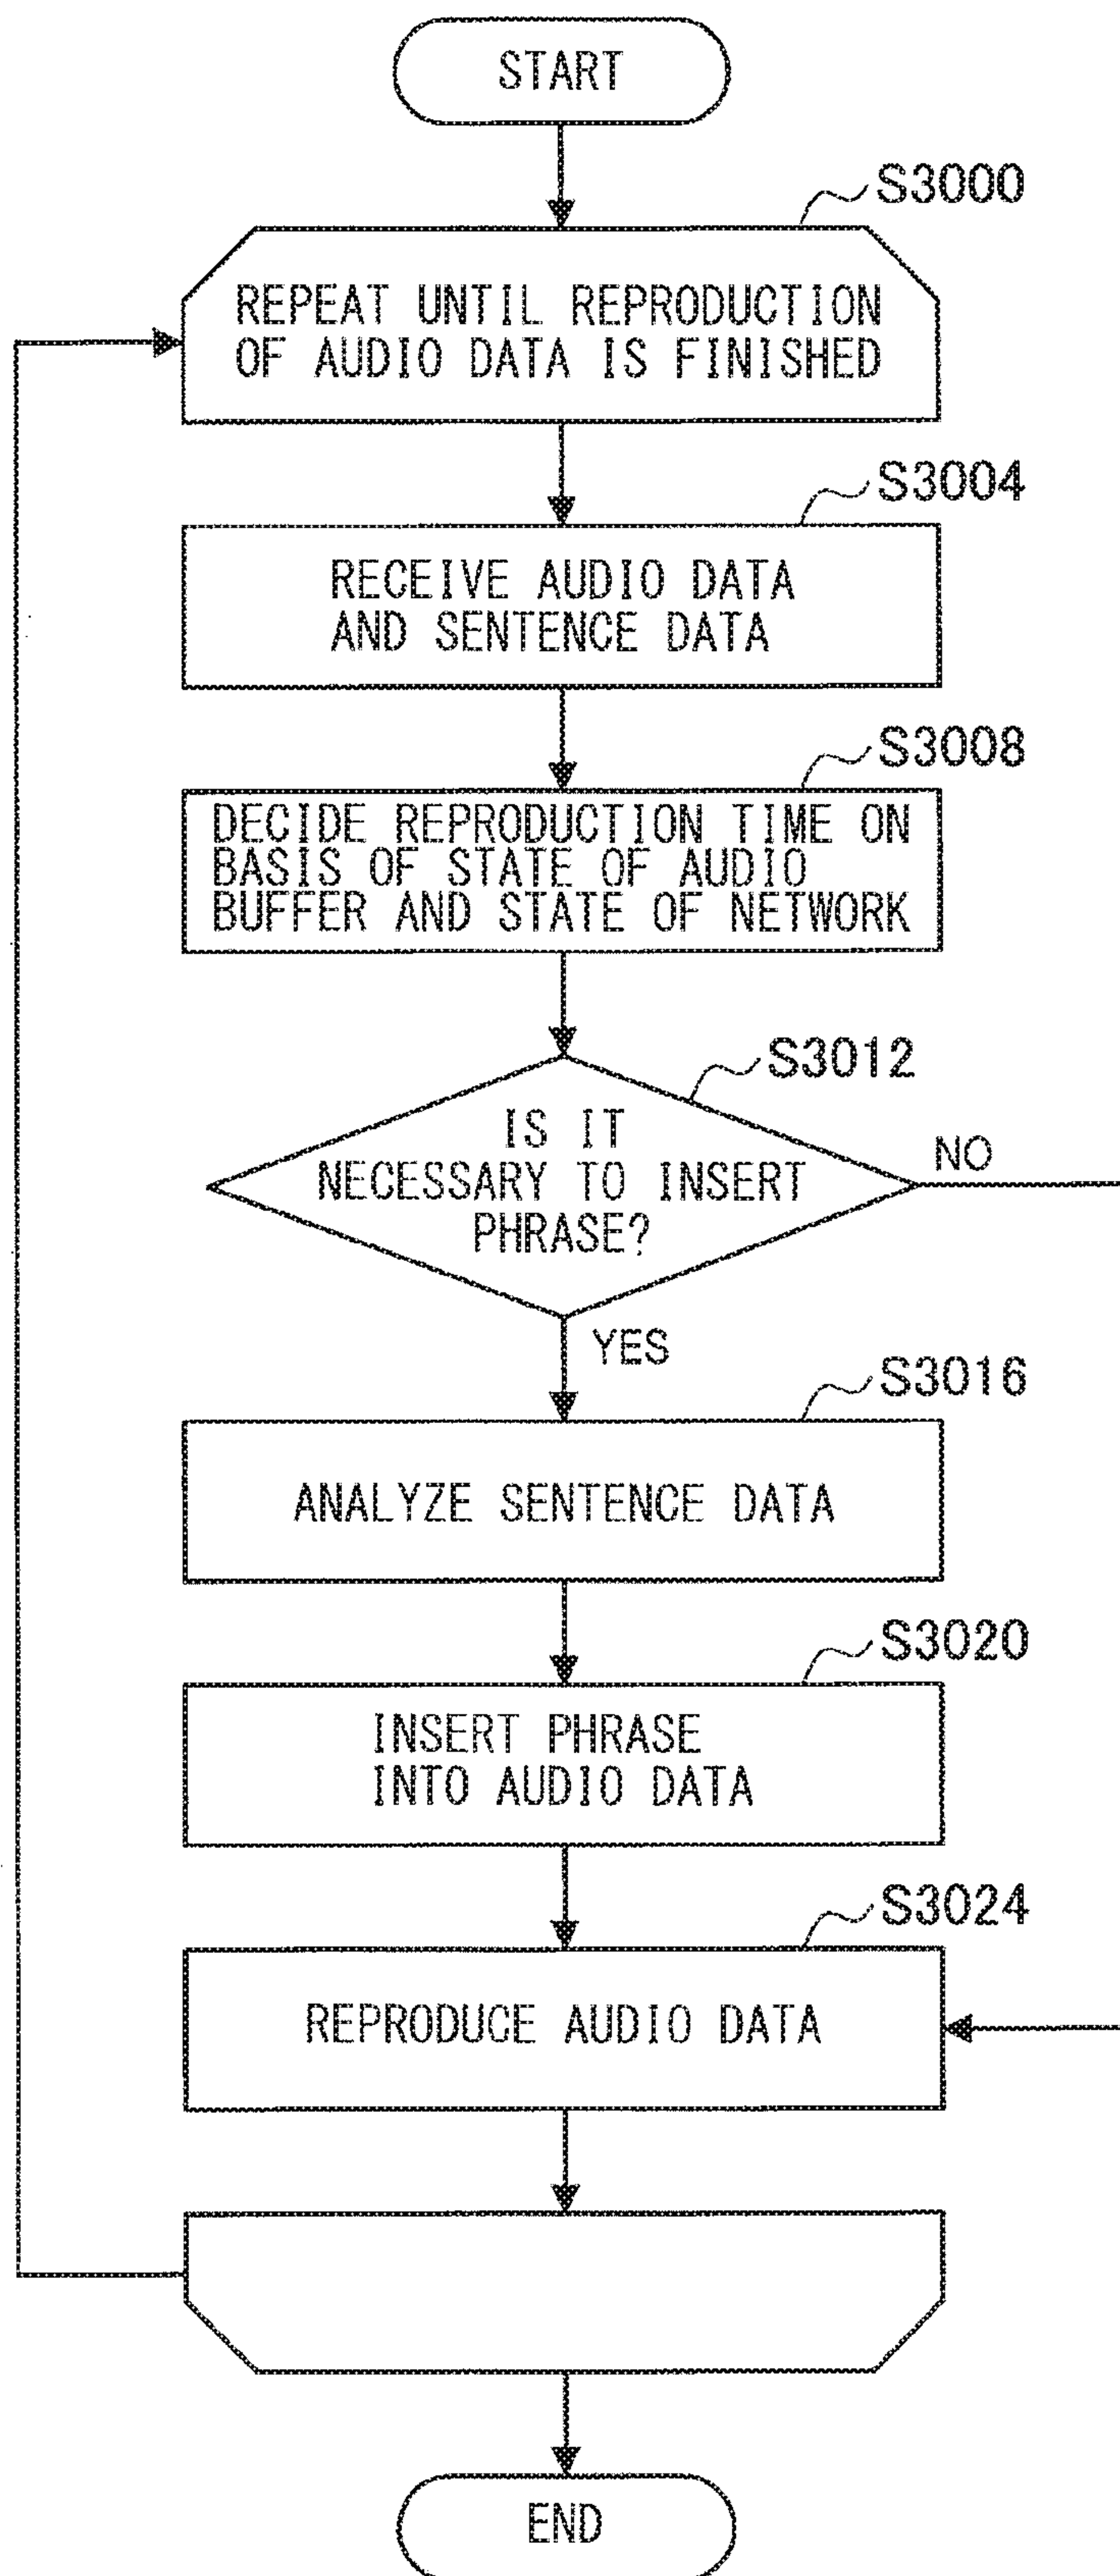 START
S3000
REPEAT UNTIL REPRODUCTION
OF AUDIO DATA IS FINISHED
S3004
RECEIVE AUDIO DATA
AND SENTENCE DATA
S3008
DECIDE REPRODUCTION TIME ON
BASIS OF STATE OF AUDIO
BUFFER AND STATE OF NETWORK
S3012
IS IT
NECESSARY TO INSERT
PHRASE?
NO
YES
S3016
ANALYZE SENTENCE DATA
S3020
INSERT PHRASE
INTO AUDIO DATA
S3024
REPRODUCE AUDIO DATA
END